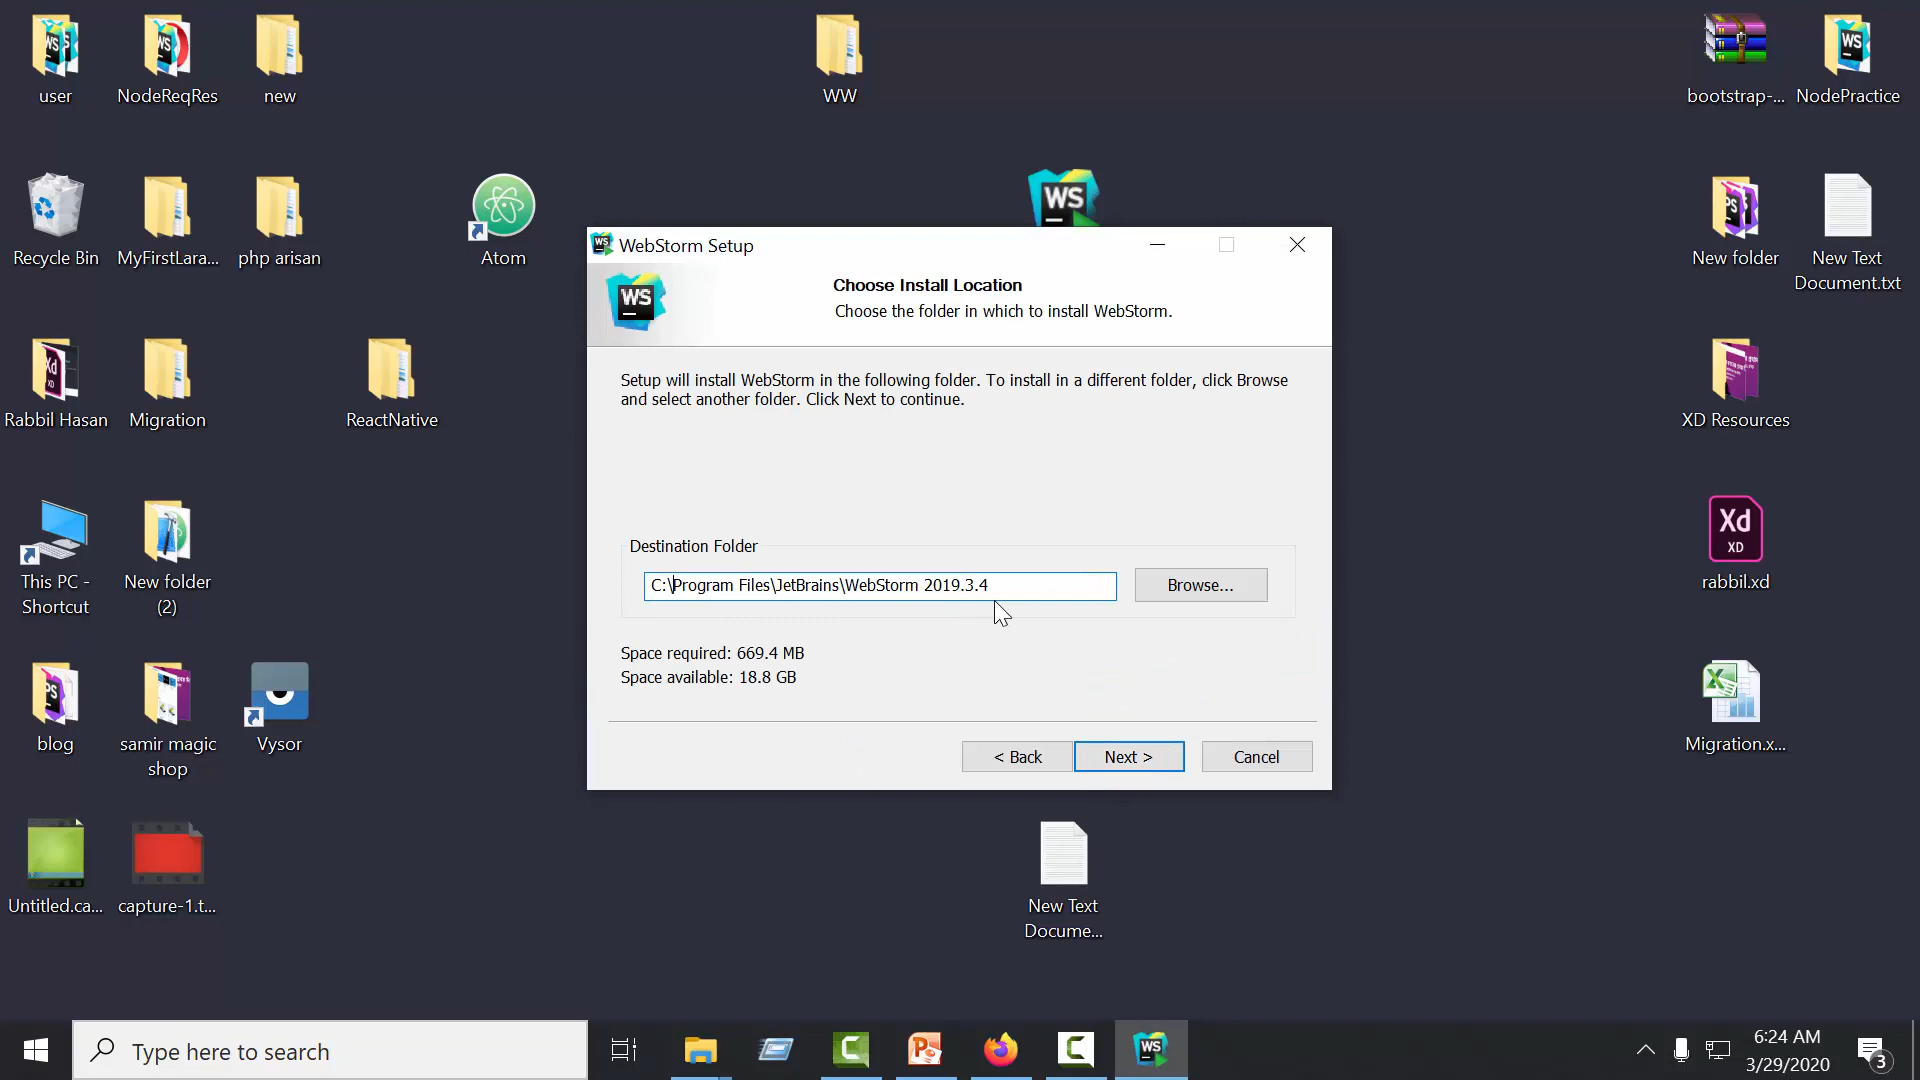 user
NodeReqRes
new
WW
bootstrap-...
NodePractice
Recycle Bin
MyFirstLara...
php arisan
Atom
WS
New folder
New Text
Document.txt
WebStorm Setup
WS
Choose Install Location
Choose the folder in which to install WebStorm.
Setup will install WebStorm in the following folder. To install in a different folder, click Browse
and select another folder. Click Next to continue.
Destination Folder
C:\Program Files\JetBrains\WebStorm 2019.3.4
Browse...
Space required: 669.4 MB
Space available: 18.8 GB
< Back
Next >
Cancel
Rabbil Hasan
Migration
ReactNative
XD Resources
This PC -
Shortcut
New folder
(2)
Xd
XD
rabbil.xd
blog
samir magic
shop
Vysor
Migration.x...
Untitled.ca...
capture-1.t...
New Text
Docume...
Type here to search
WS
6:24 AM
3/29/2020
3